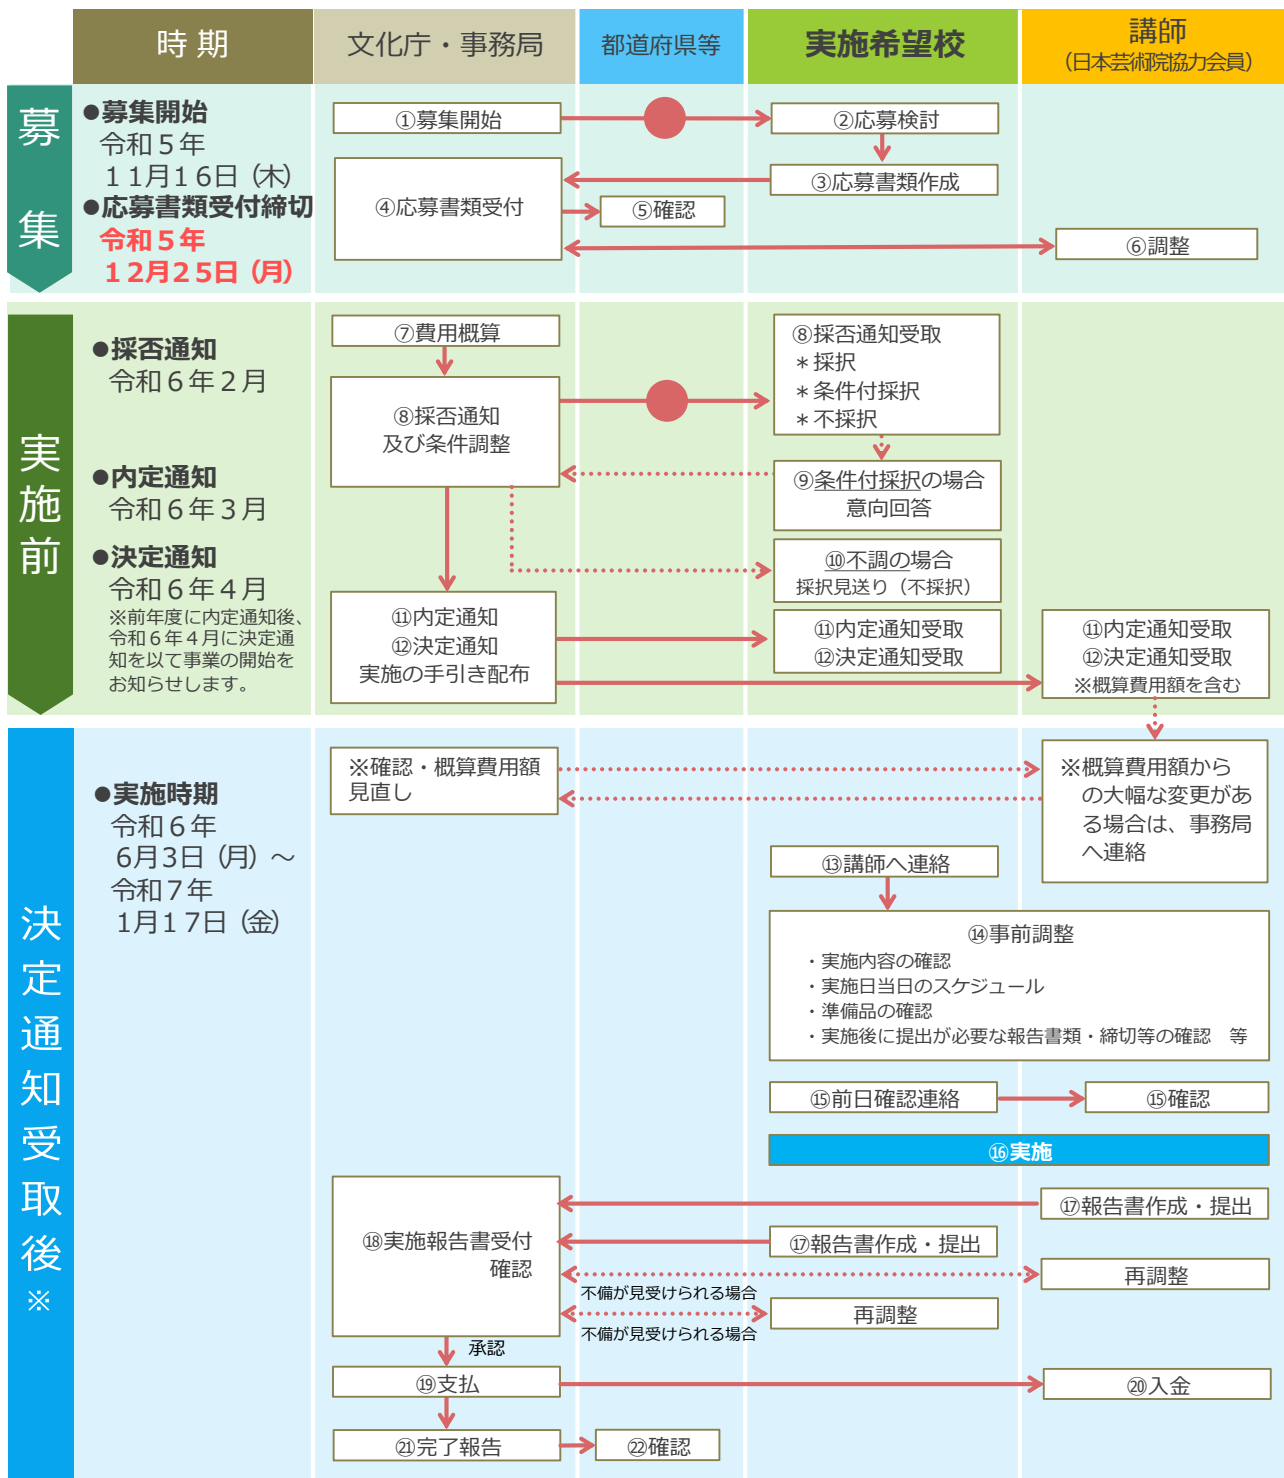 時 期
文化庁・事務局
都道府県等
実施希望校
講師
(日本芸術院協力会員)
募集
●募集開始
令和５年
１１月１６日（木）
●応募書類受付締切
令和５年
１２月２５日（月）
①募集開始
②応募検討
③応募書類作成
④応募書類受付
⑤確認
⑥調整
実施前
●採否通知
令和６年２月
●内定通知
令和６年３月
●決定通知
令和６年４月
※前年度に内定通知後、
令和６年４月に決定通
知を以て事業の開始を
お知らせします。
⑦費用概算
⑧採否通知
及び条件調整
⑧採否通知受取
＊採択
＊条件付採択
＊不採択
⑨条件付採択の場合
意向回答
⑩不調の場合
採択見送り（不採択）
⑪内定通知
⑫決定通知
実施の手引き配布
⑪内定通知受取
⑫決定通知受取
⑪内定通知受取
⑫決定通知受取
※概算費用額を含む
決定通知受取後※
●実施時期
令和６年
６月３日（月）～
令和７年
１月１７日（金）
※確認・概算費用額
見直し
※概算費用額から
の大幅な変更があ
る場合は、事務局
へ連絡
⑬講師へ連絡
⑭事前調整
・実施内容の確認
・実施日当日のスケジュール
・準備品の確認
・実施後に提出が必要な報告書類・締切等の確認　等
⑮前日確認連絡
⑮確認
⑯実施
⑰報告書作成・提出
⑱実施報告書受付
確認
⑰報告書作成・提出
再調整
不備が見受けられる場合
再調整
不備が見受けられる場合
承認
⑲支払
⑳入金
㉑完了報告
㉒確認